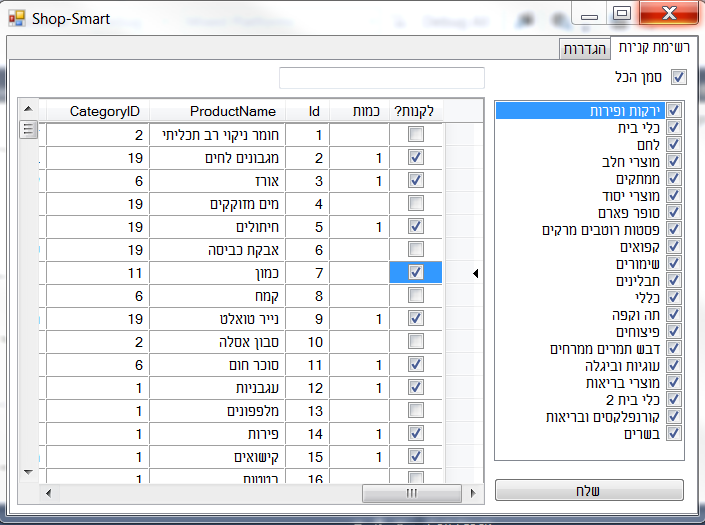 Shop-Smart
רשימת קניות
הגדרות
סמן הכל
לקנות? כמות Id ProductName CategoryID
1 חומר ניקוי רב תכליתי 2
1 2 מגבונים לחים 19
1 3 אורז 6
4 מים מזוקקים 19
1 5 חיתולים 19
6 אבקת כביסה 19
7 כמון 11
8 קמח 6
1 9 נייר טואלט 19
10 סבון אסלה 2
1 11 סוכר חום 6
1 12 עגבניות 1
13 מלפפונים 1
1 14 פירות 1
1 15 קישואים 1
16 בטטות 1
ירקות ופירות
כלי בית
לחם
מוצרי חלב
ממתקים
מוצרי יסוד
סופר פארם
פסטות רוטבים מרקים
קפואים
שימורים
תבלינים
כללי
תה וקפה
פיצוחים
דבש תמרים ממרחים
עוגיות וביגלה
מוצרי בריאות
כלי בית 2
קורנפלקסים ובריאות
בשרים
שלח